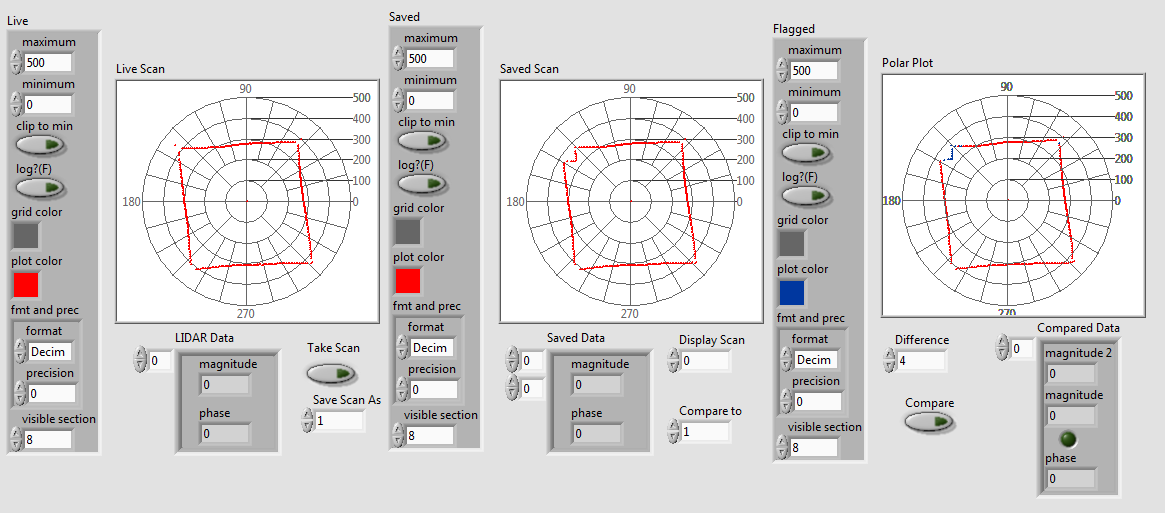 Live
maximum
500
minimum
0
clip to min
log?(F)
grid color
plot color
fmt and prec
format
Decim
precision
0
visible section
8
Live Scan
90
500
400
300
200
100
0
180
270
LIDAR Data
0
magnitude
0
phase
0
Take Scan
Save Scan As
1
Saved
maximum
500
minimum
0
clip to min
log?(F)
grid color
plot color
fmt and prec
format
Decim
precision
0
visible section
8
Saved Scan
90
500
400
300
200
100
0
180
270
Saved Data
0
0
magnitude
0
phase
0
Display Scan
0
Compare to
1
Flagged
maximum
500
minimum
0
clip to min
log?(F)
grid color
plot color
fmt and prec
format
Decim
precision
0
visible section
8
Polar Plot
90
500
400
300
200
100
0
180
270
Difference
4
Compare
Compared Data
0
magnitude 2
0
magnitude
0
phase
0